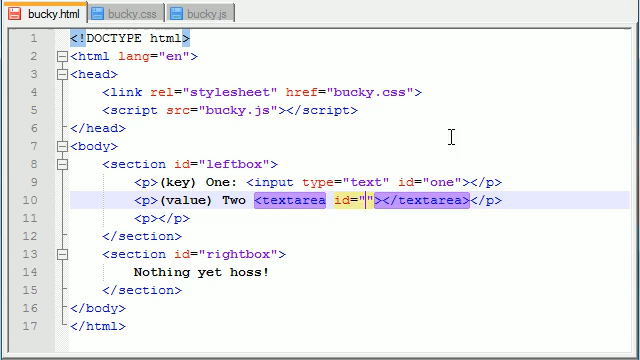 bucky.html bucky.css bucky.js
1 <!DOCTYPE html>
2 <html lang="en">
3 <head>
4 <link rel="stylesheet" href="bucky.css">
5 <script src="bucky.js"></script>
6 </head>
7 <body>
8 <section id="leftbox">
9 <p>(key) One: <input type="text" id="one"></p>
10 <p>(value) Two <textarea id=""></textarea></p>
11 <p></p>
12 </section>
13 <section id="rightbox">
14 Nothing yet hoss!
15 </section>
16 </body>
17 </html>